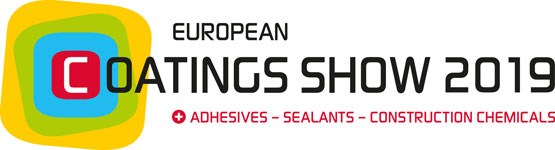 EUROPEAN
COATINGS SHOW 2019
+ ADHESIVES – SEALANTS – CONSTRUCTION CHEMICALS